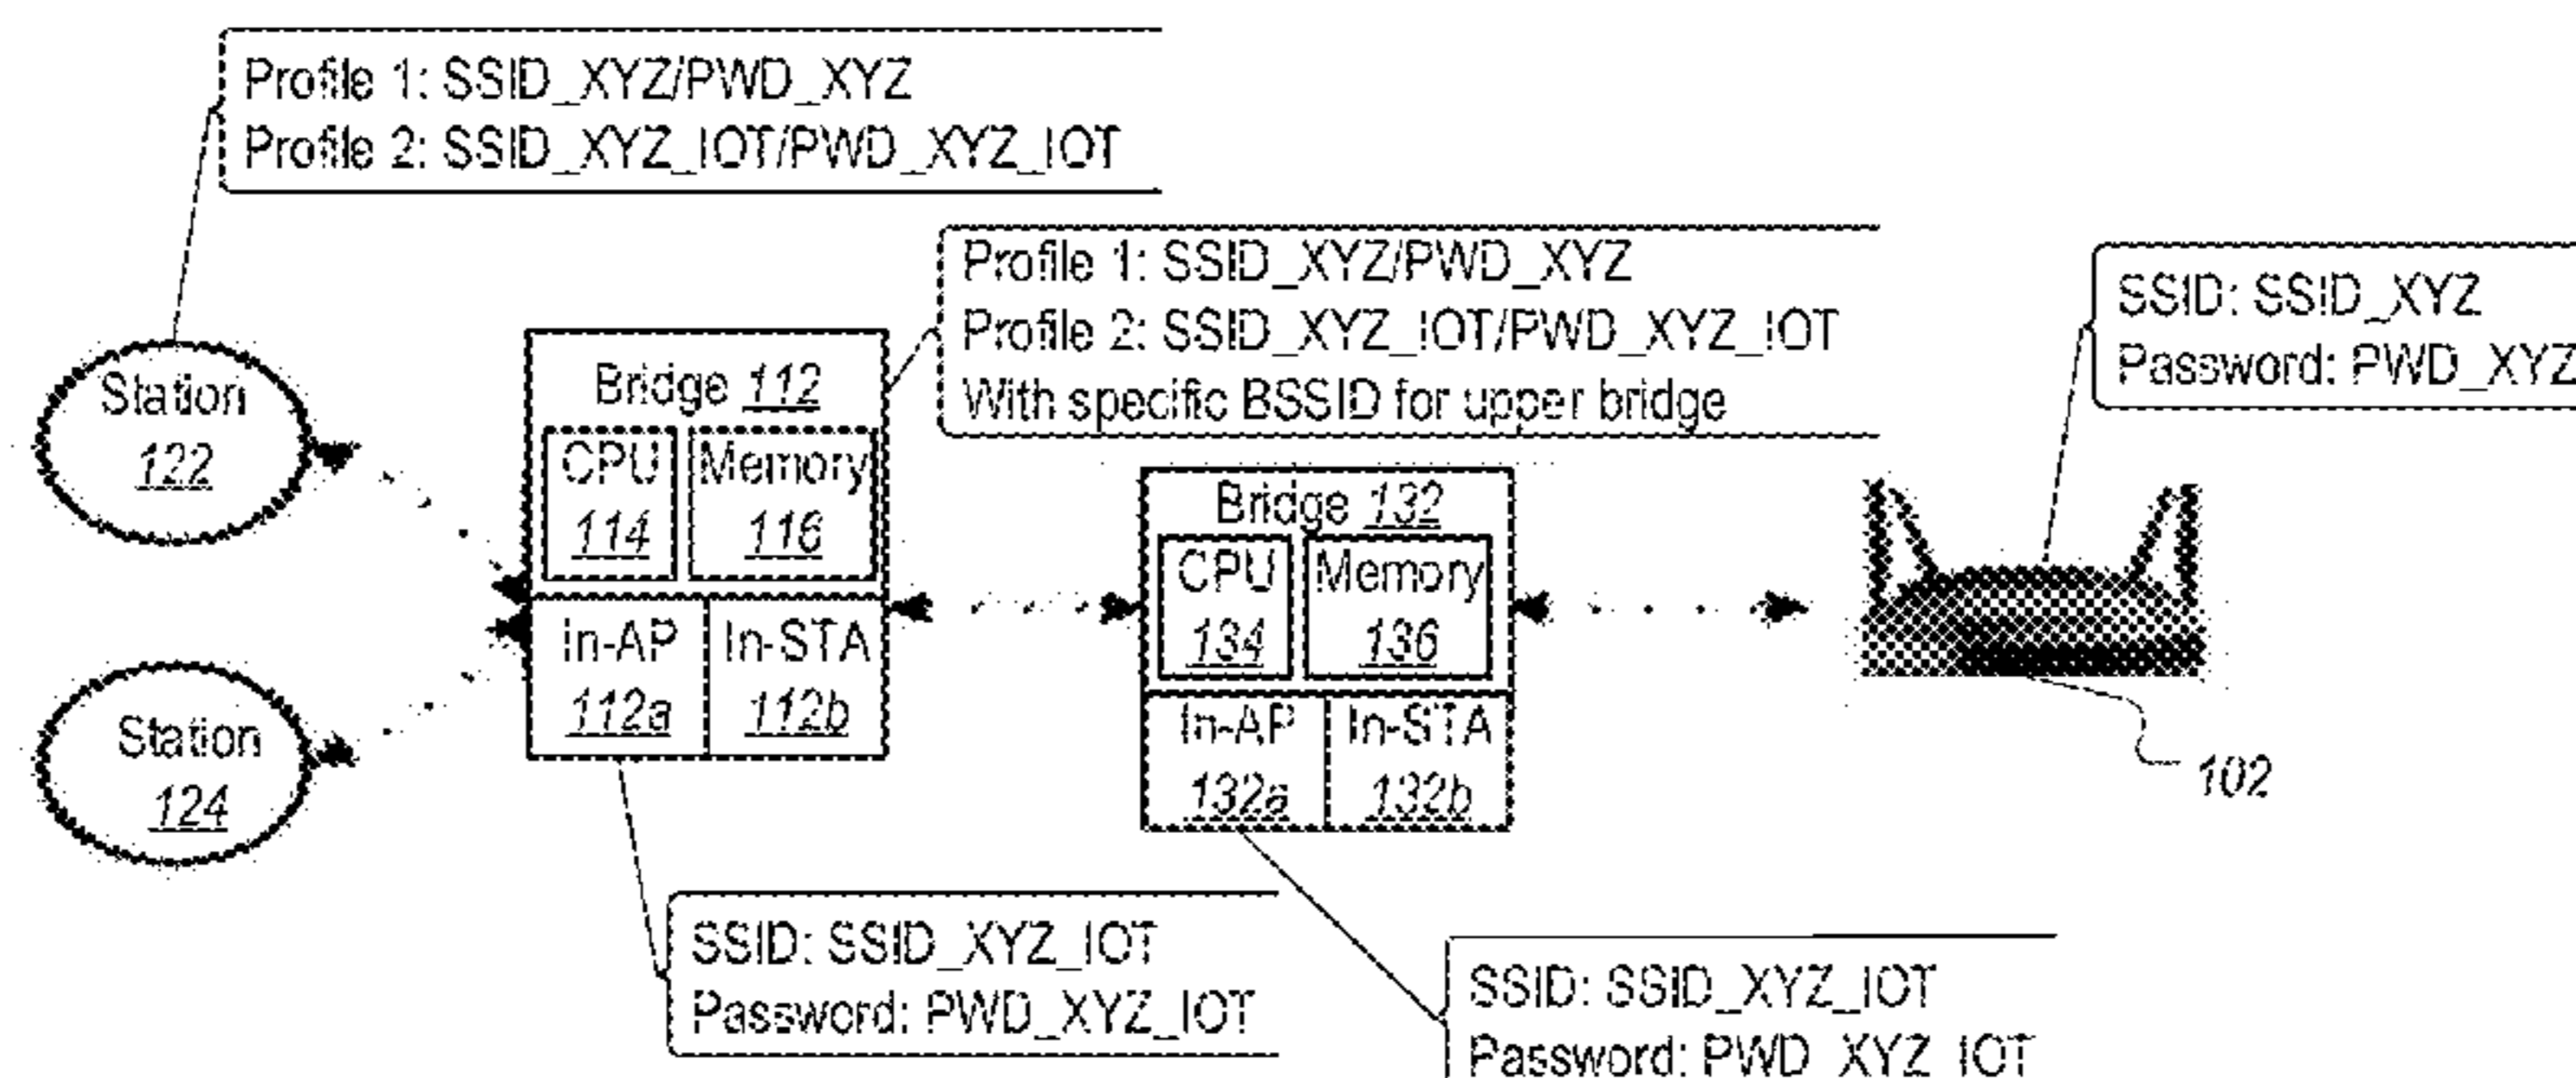 Profile 1: SSID_XYZ/PWD_XYZ
Profile 2: SSID_XYZ_IOT/PWD_XYZ_IOT
Profile 1: SSID_XYZ/PWD_XYZ
Profile 2: SSID_XYZ_IOT/PWD_XYZ_IOT
With specific BSSID for upper bridge
SSID: SSID_XYZ
Password: PWD_XYZ
Station
122
Bridge 112
CPU
114
Memory
116
In-AP
112a
In-STA
112b
Bridge 132
CPU
134
Memory
136
In-AP
132a
In-STA
132b
102
Station
124
SSID: SSID_XYZ_IOT
Password: PWD_XYZ_IOT
SSID: SSID_XYZ_IOT
Password: PWD_XYZ_IOT